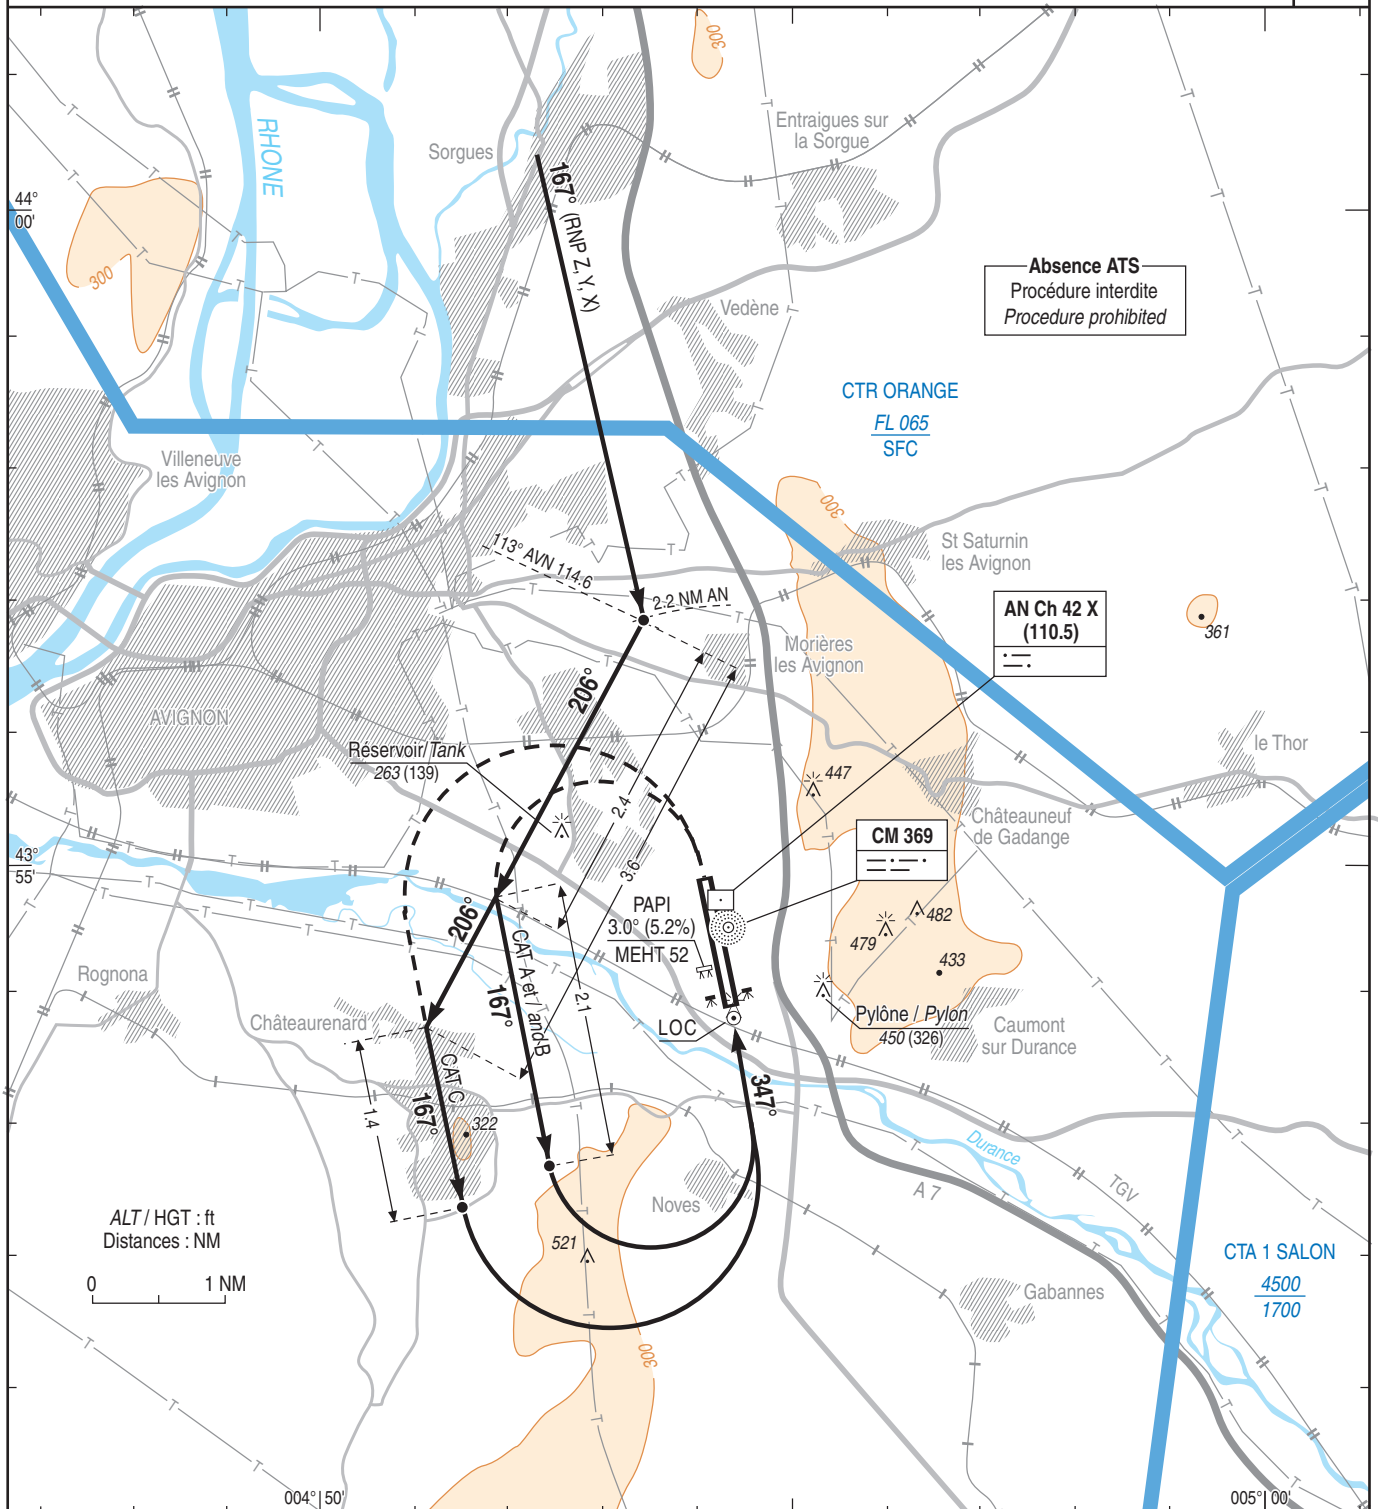 300
Entraigues sur
la Sorgue
Sorgues
RHONE
44°
00'
167° (RNP Z, Y, X)
300
Absence ATS
Procédure interdite
Procedure prohibited
Vedène
CTR ORANGE
FL 065
SFC
Villeneuve
les Avignon
300
113° AVN 114.6
St Saturnin
les Avignon
2.2 NM AN
AN Ch 42 X
(110.5)
361
Morières
les Avignon
206°
AVIGNON
le Thor
Réservoir/Tank
263 (139)
447
2.4
Châteauneuf
de Gadange
CM 369
43°
55'
3.6
PAPI
3.0° (5.2%)
MEHT 52
482
479
206°
CAT A et / and B
433
Rognona
167°
2.1
Châteaurenard
LOC
Pylône / Pylon
450 (326)
Caumont
sur Durance
CAT C
347°
167°
1.4
322
Durance
TGV
A 7
Noves
ALT / HGT : ft
Distances : NM
521
CTA 1 SALON
4500
1700
0
1 NM
Gabannes
300
004° 50'
005° 00'